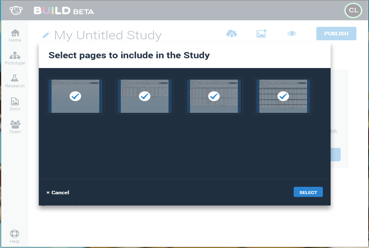 BUILD BETA
CL
My Untitled Study
PUBLISH
Home
Prototype
Research
Data
Team
Help
Select pages to include in the Study
× Cancel
SELECT